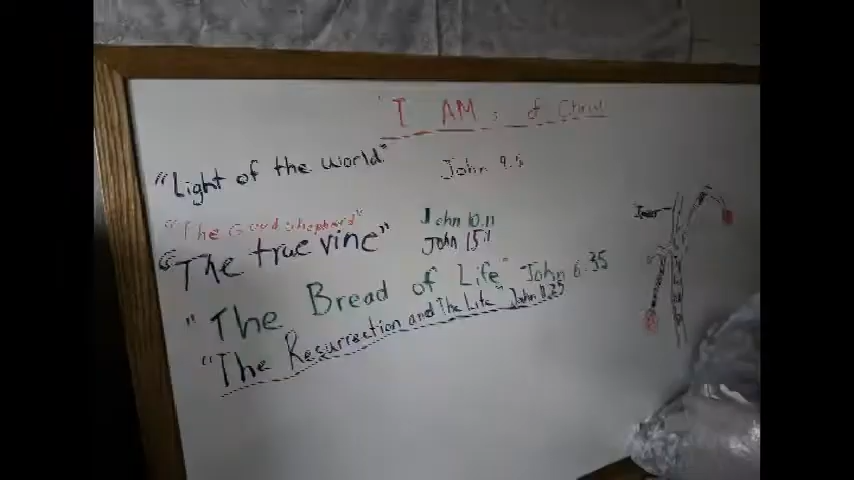 "I AM s of Christ
"Light of the world" John 9.5
"The Good shepherd" John 10.11
"The true vine" John 15:1
"The Bread of Life" John 6:35
"The Resurrection and The Life" John 11.25